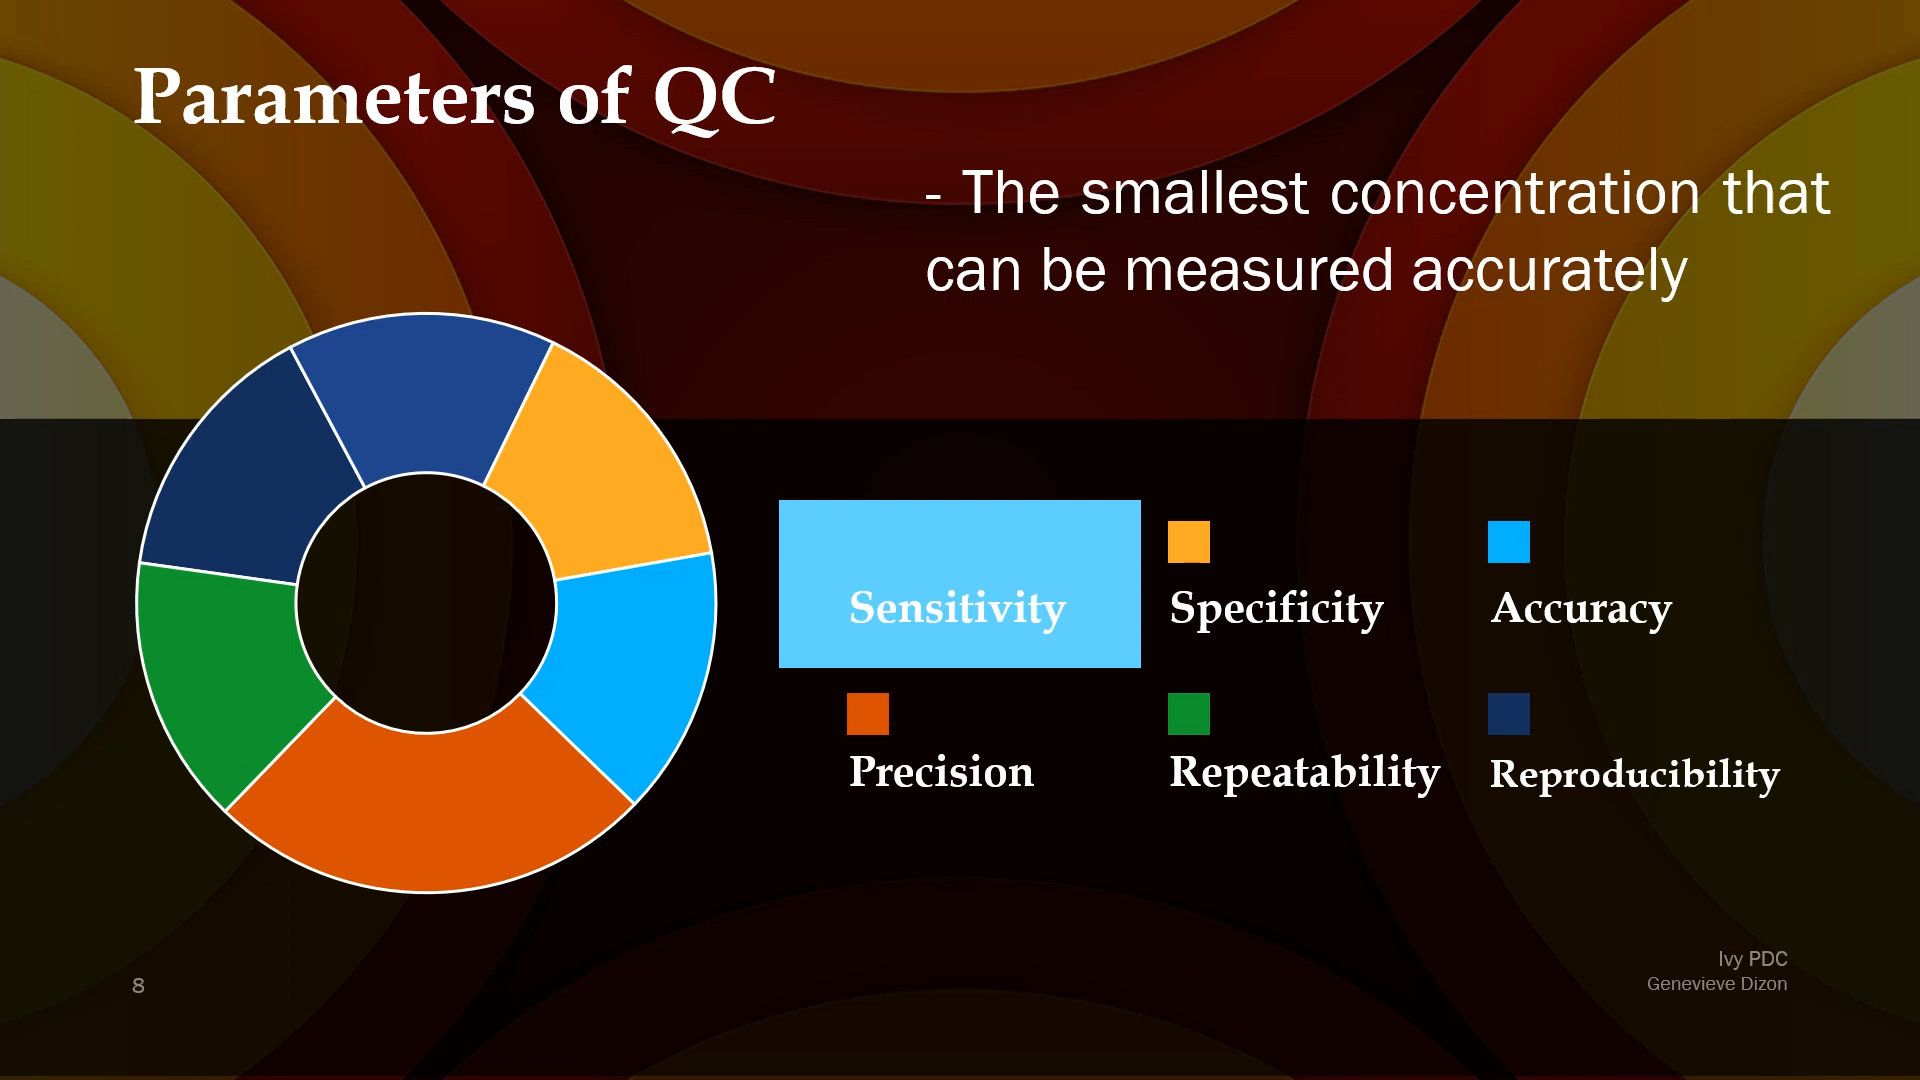 Parameters of QC
- The smallest concentration that
can be measured accurately
Sensitivity
Specificity
Accuracy
Precision
Repeatability
Reproducibility
8
Ivy PDC
Genevieve Dizon